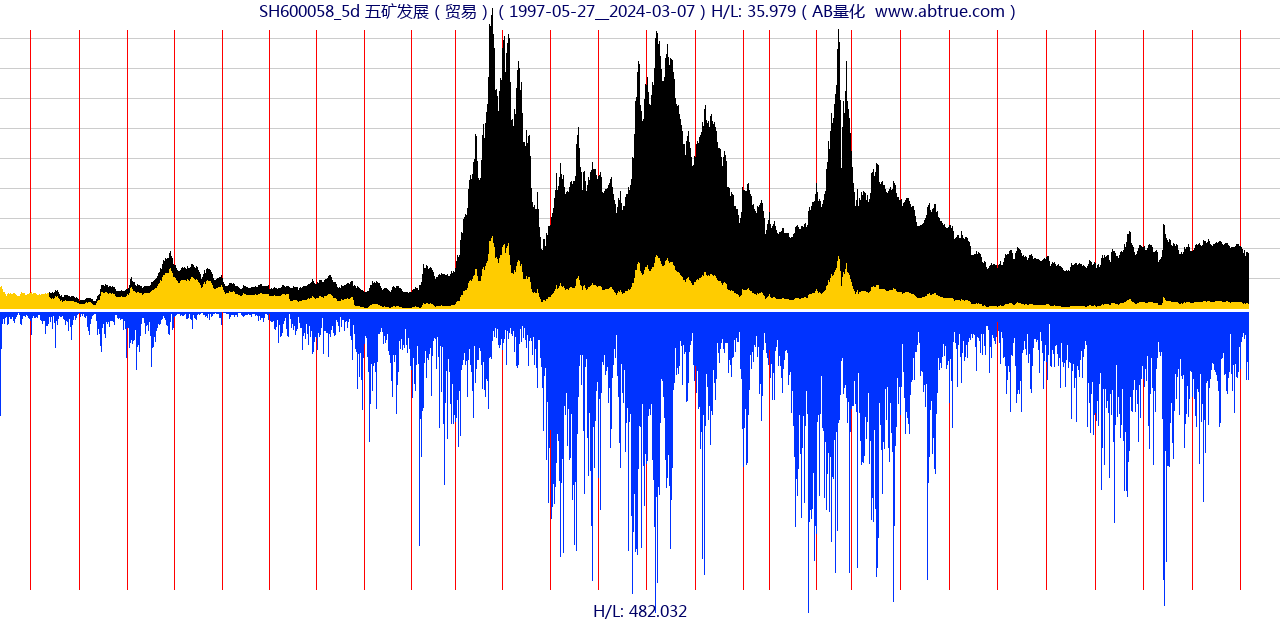 SH600058_5d 五矿发展 ( 贸易 ) ( 1997-05-27__2024-03-07 ) H/L: 35.979 ( AB量化 www.abtrue.com )
H/L: 482.032